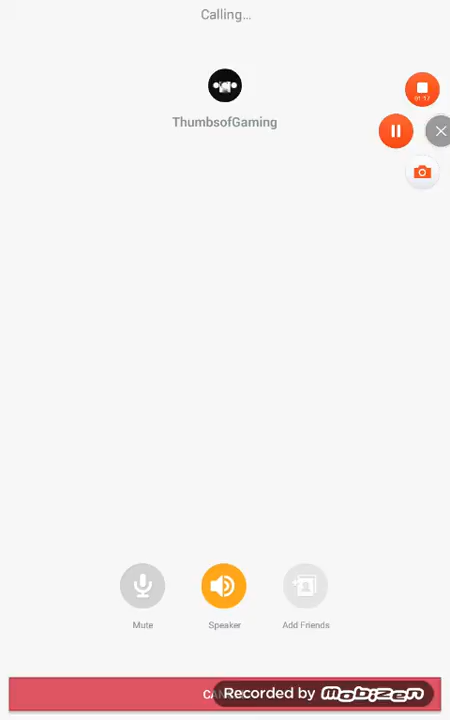 Calling...
ThumbsofGaming
Mute
Speaker
Add Friends
Recorded by Mobizen